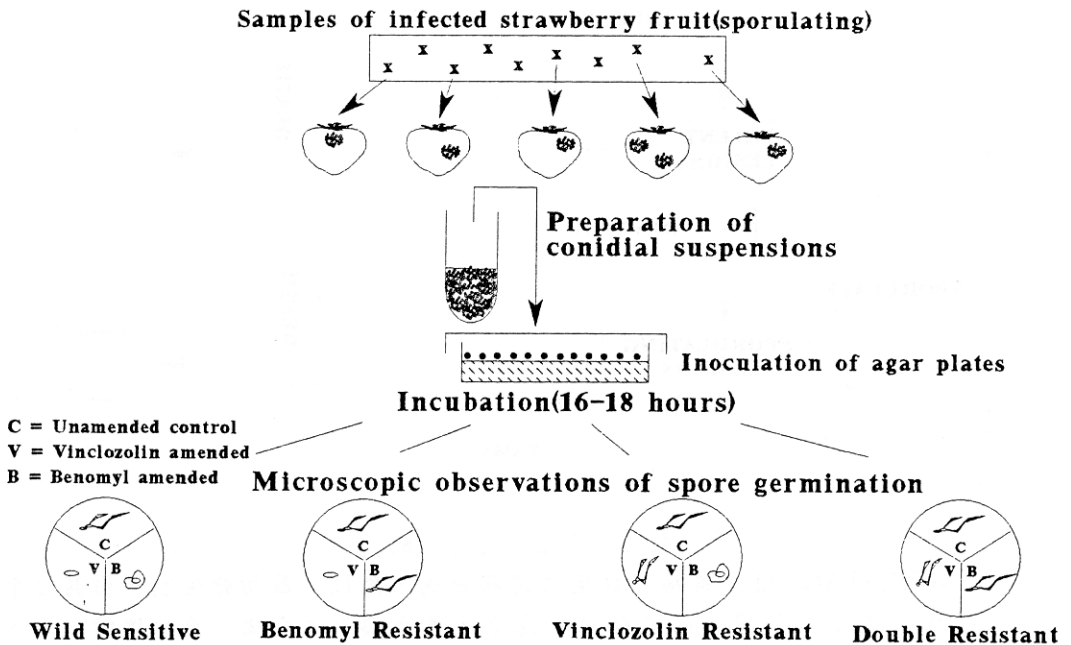 Samples of infected strawberry fruit(sporulating)
x x x x x x x x x
Preparation of
conidial suspensions
Inoculation of agar plates
Incubation(16-18 hours)
C = Unamended control
V = Vinclozolin amended
B = Benomyl amended
Microscopic observations of spore germination
C
V B
C
V B
C
V B
C
V B
Wild Sensitive
Benomyl Resistant
Vinclozolin Resistant
Double Resistant